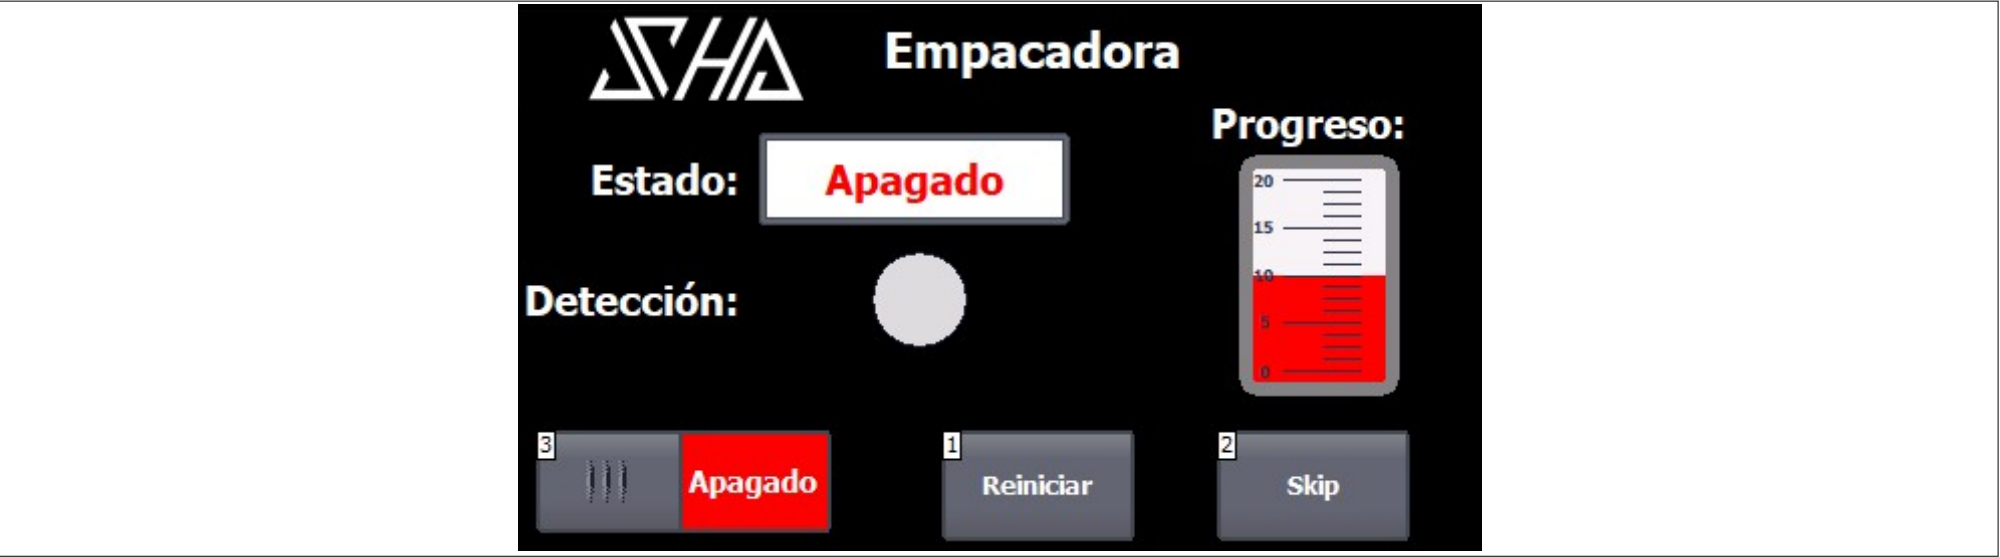 SHA
Empacadora
Progreso:
Estado:
Apagado
20
15
10
5
0
Detección:
3
Apagado
1
Reiniciar
2
Skip